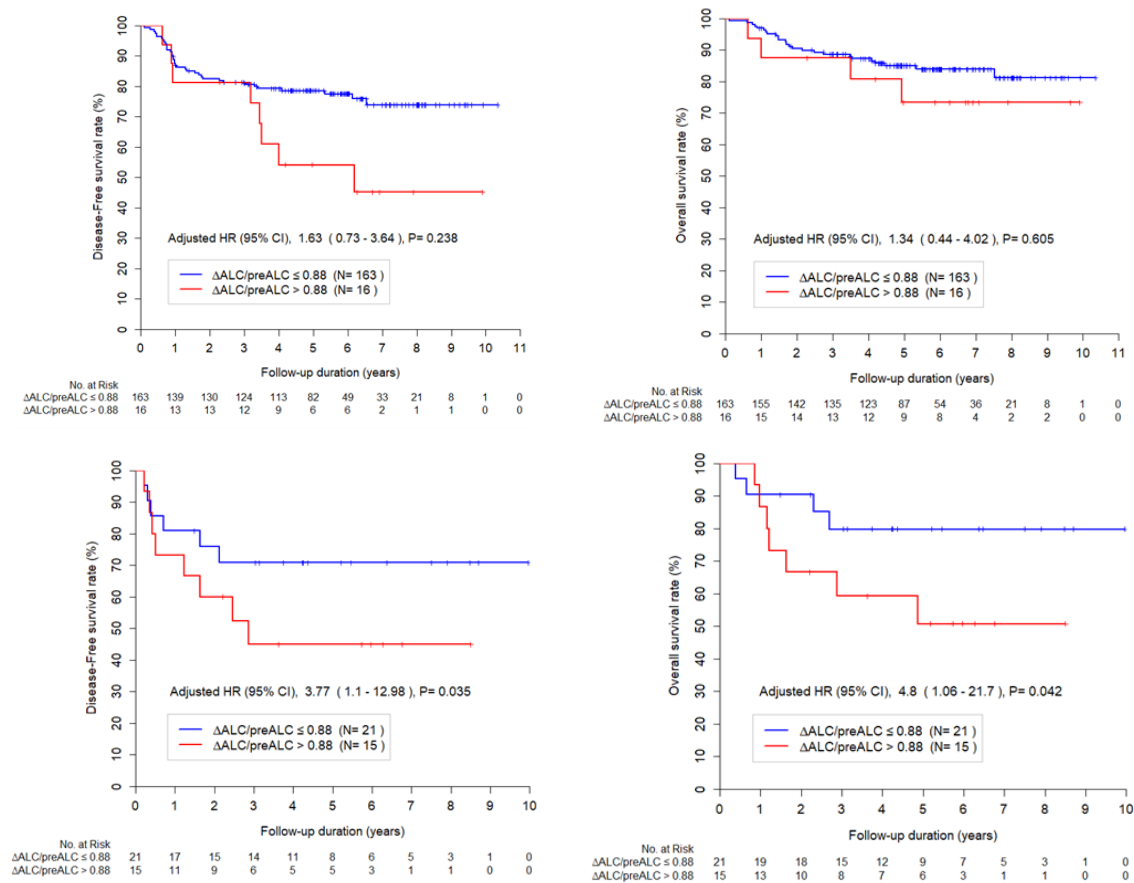 Disease-Free survival rate (%)
100
90
80
70
60
50
40
30
20
10
0
Adjusted HR (95% CI), 1.63 ( 0.73 - 3.64 ), P= 0.238
ΔALC/preALC ≤ 0.88 (N= 163 )
ΔALC/preALC > 0.88 (N= 16 )
0 1 2 3 4 5 6 7 8 9 10 11
Follow-up duration (years)
No. at Risk
ΔALC/preALC ≤ 0.88 163 139 130 124 113 82 49 33 21 8 1 0
ΔALC/preALC > 0.88 16 13 13 12 9 6 6 2 1 1 0 0
Overall survival rate (%)
100
90
80
70
60
50
40
30
20
10
0
Adjusted HR (95% CI), 1.34 ( 0.44 - 4.02 ), P= 0.605
ΔALC/preALC ≤ 0.88 (N= 163 )
ΔALC/preALC > 0.88 (N= 16 )
0 1 2 3 4 5 6 7 8 9 10 11
Follow-up duration (years)
No. at Risk
ΔALC/preALC ≤ 0.88 163 155 142 135 123 87 54 36 21 8 1 0
ΔALC/preALC > 0.88 16 15 14 13 12 9 8 4 2 2 0 0
Disease-Free survival rate (%)
100
90
80
70
60
50
40
30
20
10
0
Adjusted HR (95% CI), 3.77 ( 1.1 - 12.98 ), P= 0.035
ΔALC/preALC ≤ 0.88 (N= 21 )
ΔALC/preALC > 0.88 (N= 15 )
0 1 2 3 4 5 6 7 8 9 10
Follow-up duration (years)
No. at Risk
ΔALC/preALC ≤ 0.88 21 17 15 14 11 8 6 5 3 1 0
ΔALC/preALC > 0.88 15 11 9 6 5 5 3 1 1 0 0
Overall survival rate (%)
100
90
80
70
60
50
40
30
20
10
0
Adjusted HR (95% CI), 4.8 ( 1.06 - 21.7 ), P= 0.042
ΔALC/preALC ≤ 0.88 (N= 21 )
ΔALC/preALC > 0.88 (N= 15 )
0 1 2 3 4 5 6 7 8 9 10
Follow-up duration (years)
No. at Risk
ΔALC/preALC ≤ 0.88 21 19 18 15 12 9 7 5 3 1 0
ΔALC/preALC > 0.88 15 13 10 8 7 6 3 1 1 0 0